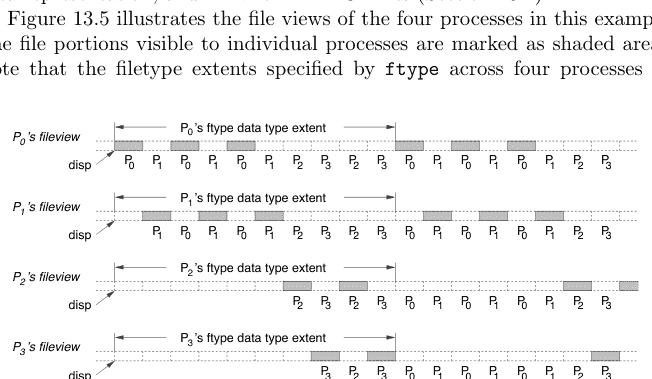 Figure 13.5 illustrates the file views of the four processes in this examp
he file portions visible to individual processes are marked as shaded area
ote that the filetype extents specified by ftype across four processes
P0's ftype data type extent
P0's fileview
disp P0 P1 P0 P1 P0 P1 P2 P3 P2 P3 P0 P1 P0 P1 P0 P1 P2 P3
P1's ftype data type extent
P1's fileview
disp P1 P0 P1 P0 P1 P2 P3 P2 P3 P0 P1 P0 P1 P0 P1 P2 P3
P2's ftype data type extent
P2's fileview
disp P2 P3 P2 P3 P0 P1 P0 P1 P0 P1 P2 P3
P3's ftype data type extent
P3's fileview
disp P3 P2 P3 P0 P1 P0 P1 P0 P1 P2 P3